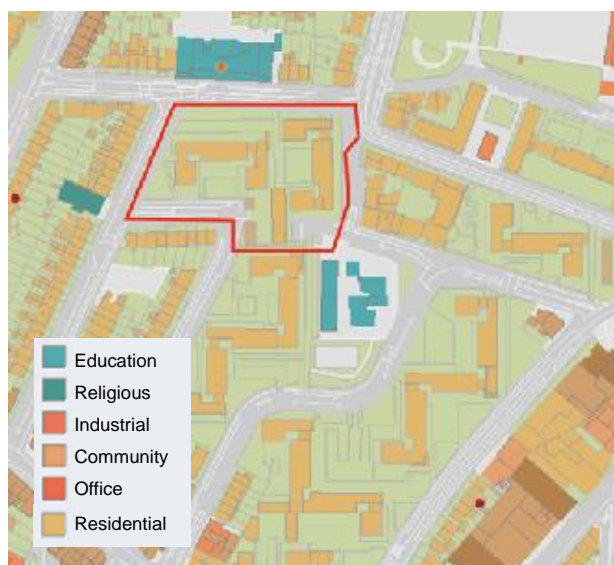 Education
Religious
Industrial
Community
Office
Residential